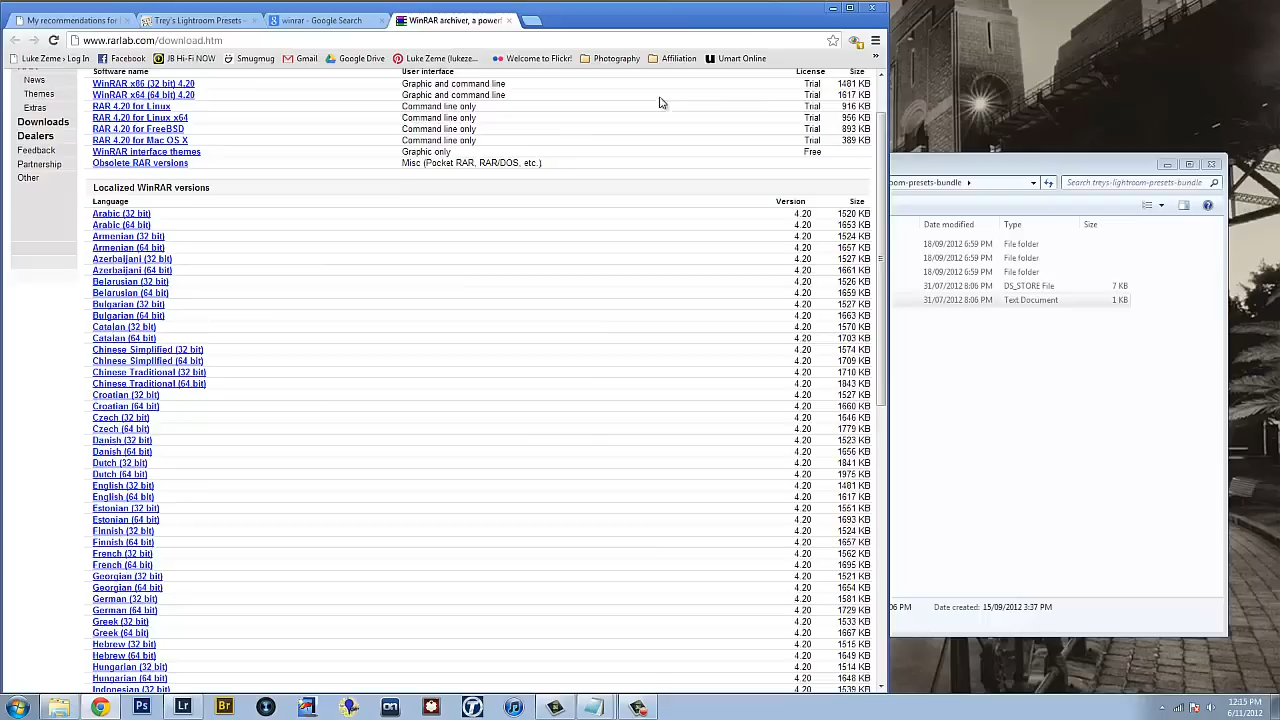 My recommendations for
Trey's Lightroom Presets -
winrar - Google Search
WinRAR archiver, a power
www.rarlab.com/download.htm
Luke Zeme › Log In
Facebook
JB Hi-Fi NOW
Smugmug
Gmail
Google Drive
Luke Zeme (lukeze...
Welcome to Flickr!
Photography
Affiliation
Umart Online
»
News
Themes
Extras
Downloads
Dealers
Feedback
Partnership
Other
Software name User interface License Size
WinRAR x86 (32 bit) 4.20 Graphic and command line Trial 1481 KB
WinRAR x64 (64 bit) 4.20 Graphic and command line Trial 1617 KB
RAR 4.20 for Linux Command line only Trial 916 KB
RAR 4.20 for Linux x64 Command line only Trial 956 KB
RAR 4.20 for FreeBSD Command line only Trial 893 KB
RAR 4.20 for Mac OS X Command line only Trial 389 KB
WinRAR interface themes Graphic only Free
Obsolete RAR versions Misc (Pocket RAR, RAR/DOS, etc.)
Localized WinRAR versions
Language Version Size
Arabic (32 bit) 4.20 1520 KB
Arabic (64 bit) 4.20 1653 KB
Armenian (32 bit) 4.20 1524 KB
Armenian (64 bit) 4.20 1657 KB
Azerbaijani (32 bit) 4.20 1527 KB
Azerbaijani (64 bit) 4.20 1661 KB
Belarusian (32 bit) 4.20 1526 KB
Belarusian (64 bit) 4.20 1659 KB
Bulgarian (32 bit) 4.20 1527 KB
Bulgarian (64 bit) 4.20 1663 KB
Catalan (32 bit) 4.20 1570 KB
Catalan (64 bit) 4.20 1703 KB
Chinese Simplified (32 bit) 4.20 1574 KB
Chinese Simplified (64 bit) 4.20 1709 KB
Chinese Traditional (32 bit) 4.20 1710 KB
Chinese Traditional (64 bit) 4.20 1843 KB
Croatian (32 bit) 4.20 1527 KB
Croatian (64 bit) 4.20 1660 KB
Czech (32 bit) 4.20 1646 KB
Czech (64 bit) 4.20 1779 KB
Danish (32 bit) 4.20 1523 KB
Danish (64 bit) 4.20 1656 KB
Dutch (32 bit) 4.20 1841 KB
Dutch (64 bit) 4.20 1975 KB
English (32 bit) 4.20 1481 KB
English (64 bit) 4.20 1617 KB
Estonian (32 bit) 4.20 1551 KB
Estonian (64 bit) 4.20 1693 KB
Finnish (32 bit) 4.20 1524 KB
Finnish (64 bit) 4.20 1657 KB
French (32 bit) 4.20 1562 KB
French (64 bit) 4.20 1695 KB
Georgian (32 bit) 4.20 1521 KB
Georgian (64 bit) 4.20 1654 KB
German (32 bit) 4.20 1581 KB
German (64 bit) 4.20 1729 KB
Greek (32 bit) 4.20 1533 KB
Greek (64 bit) 4.20 1667 KB
Hebrew (32 bit) 4.20 1515 KB
Hebrew (64 bit) 4.20 1649 KB
Hungarian (32 bit) 4.20 1514 KB
Hungarian (64 bit) 4.20 1648 KB
Indonesian (32 bit) 4.20 1539 KB
oom-presets-bundle
Search treys-lightroom-presets-bundle
Date modified Type Size
18/09/2012 6:59 PM File folder
18/09/2012 6:59 PM File folder
18/09/2012 6:59 PM File folder
31/07/2012 8:06 PM DS_STORE File 7 KB
31/07/2012 8:06 PM Text Document 1 KB
06 PM Date created: 15/09/2012 3:37 PM
Ps
Lr
Br
on
T
12:15 PM
6/11/2012